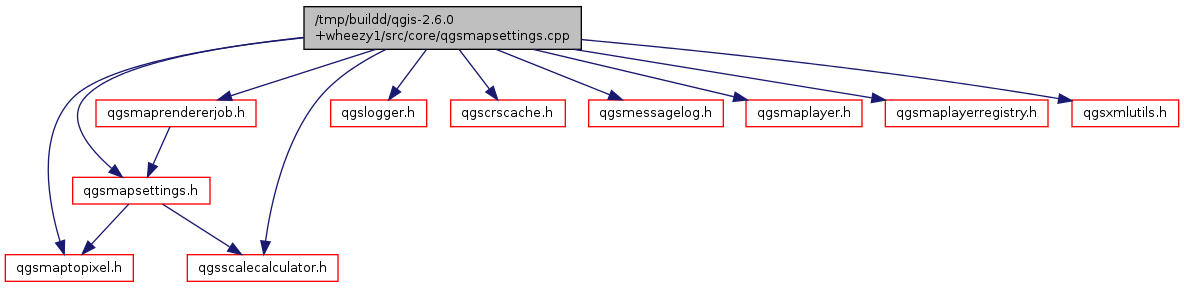 /tmp/buildd/qgis-2.6.0
+wheezy1/src/core/qgsmapsettings.cpp
qgsmaprendererjob.h
qgslogger.h
qgscrscache.h
qgsmessagelog.h
qgsmaplayer.h
qgsmaplayerregistry.h
qgsxmlutils.h
qgsmapsettings.h
qgsmaptopixel.h
qgsscalecalculator.h